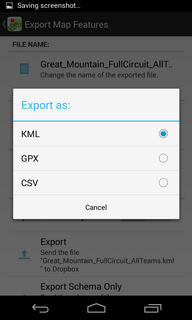 Saving screenshot...
Export Map Features
FILE NAME:
Great_Mountain_FullCircuit_AllT...
Change the name of the exported file.
Export as:
KML
GPX
CSV
Cancel
Export
Send the file
"Great_Mountain_FullCircuit_AllTeams.kml
" to Dropbox
Export Schema Only